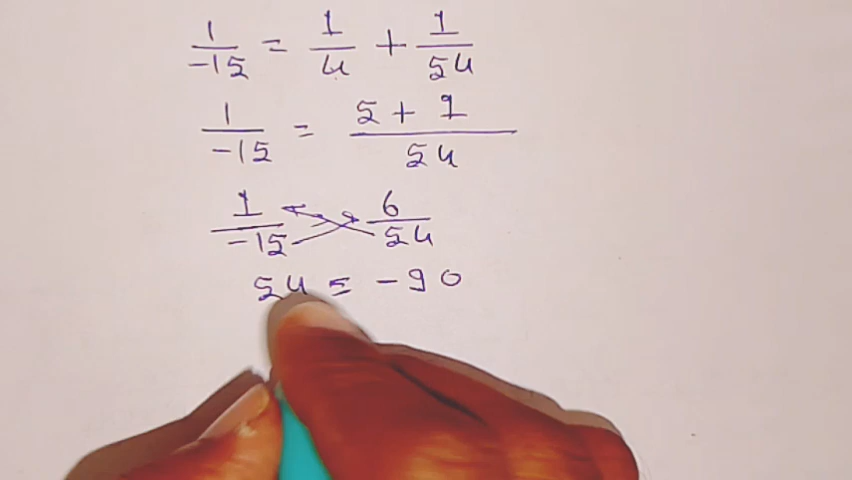 1/-15 = 1/u + 1/5u
1/-15 = 5 + 1/5u
1/-15 6/5u
5u = -90